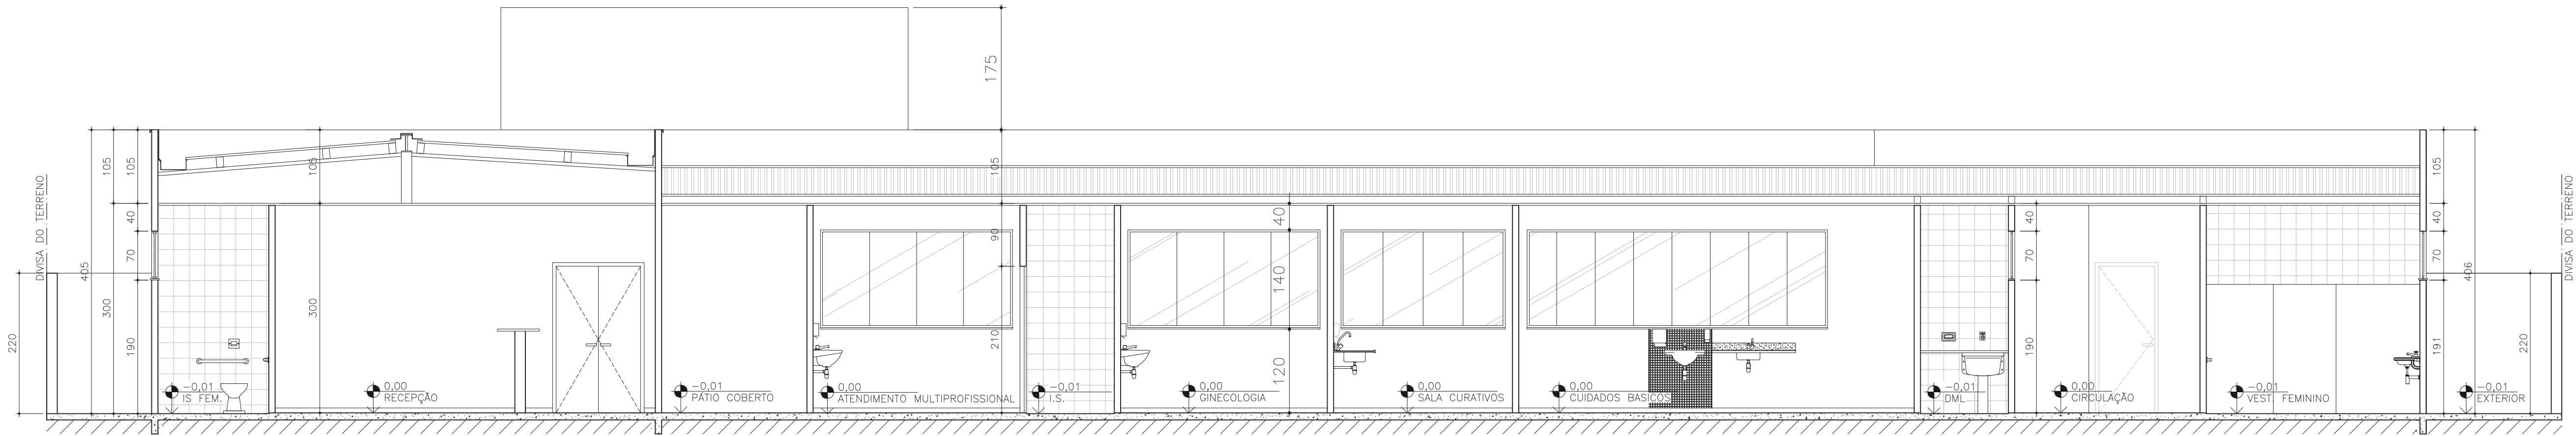 175
DIVISA DO TERRENO
220
405
105
300
105
40
70
190
105
300
105
90
210
40
140
120
40
70
190
105
40
70
191
406
220
DIVISA DO TERRENO
-0,01
IS FEM.
0,00
RECEPÇÃO
-0,01
PÁTIO COBERTO
0,00
ATENDIMENTO MULTIPROFISSIONAL
-0,01
I.S.
0,00
GINECOLOGIA
0,00
SALA CURATIVOS
0,00
CUIDADOS BASICOS
-0,01
DML
0,00
CIRCULAÇÃO
-0,01
VEST. FEMININO
-0,01
EXTERIOR